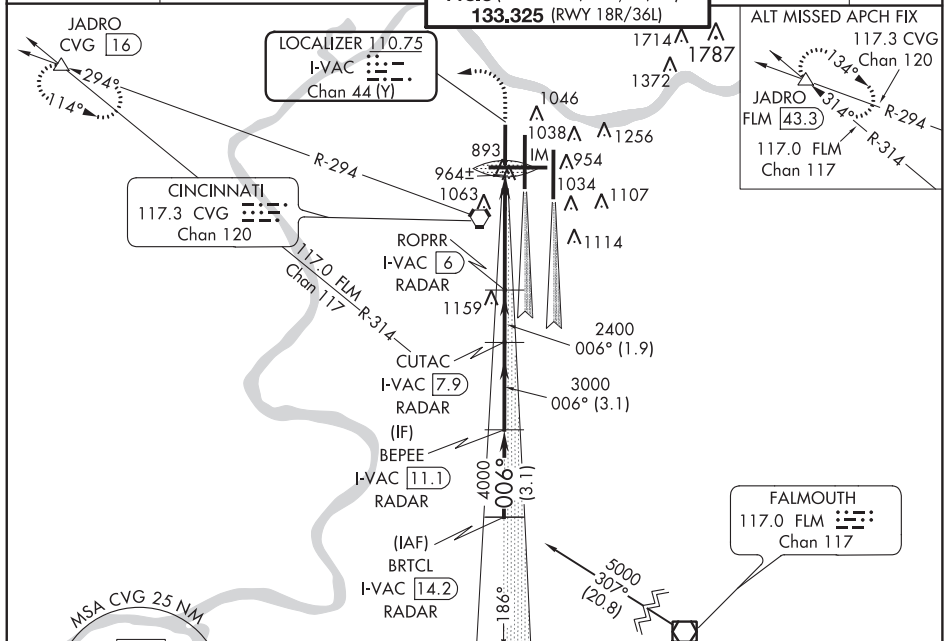 133.325 (RWY 18R/36L)
JADRO
CVG 16
294°
114°
LOCALIZER 110.75
I-VAC
Chan 44 (Y)
1714
1787
1372
ALT MISSED APCH FIX
117.3 CVG
Chan 120
134°
JADRO
314°
FLM 43.3
R-294
117.0 FLM
Chan 117
R-314
1046
1038
1256
893
IM
954
964±
1034
1063
1107
1114
R-294
CINCINNATI
117.3 CVG
Chan 120
117.0 FLM
Chan 117
R-314
ROPRR
I-VAC 6
RADAR
1159
2400
006° (1.9)
CUTAC
I-VAC 7.9
RADAR
3000
006° (3.1)
(IF)
BEPEE
I-VAC 11.1
RADAR
4000
006°
(3.1)
(IAF)
BRTCL
I-VAC 14.2
RADAR
186°
FALMOUTH
117.0 FLM
Chan 117
5000
307°
(20.8)
MSA CVG 25 NM